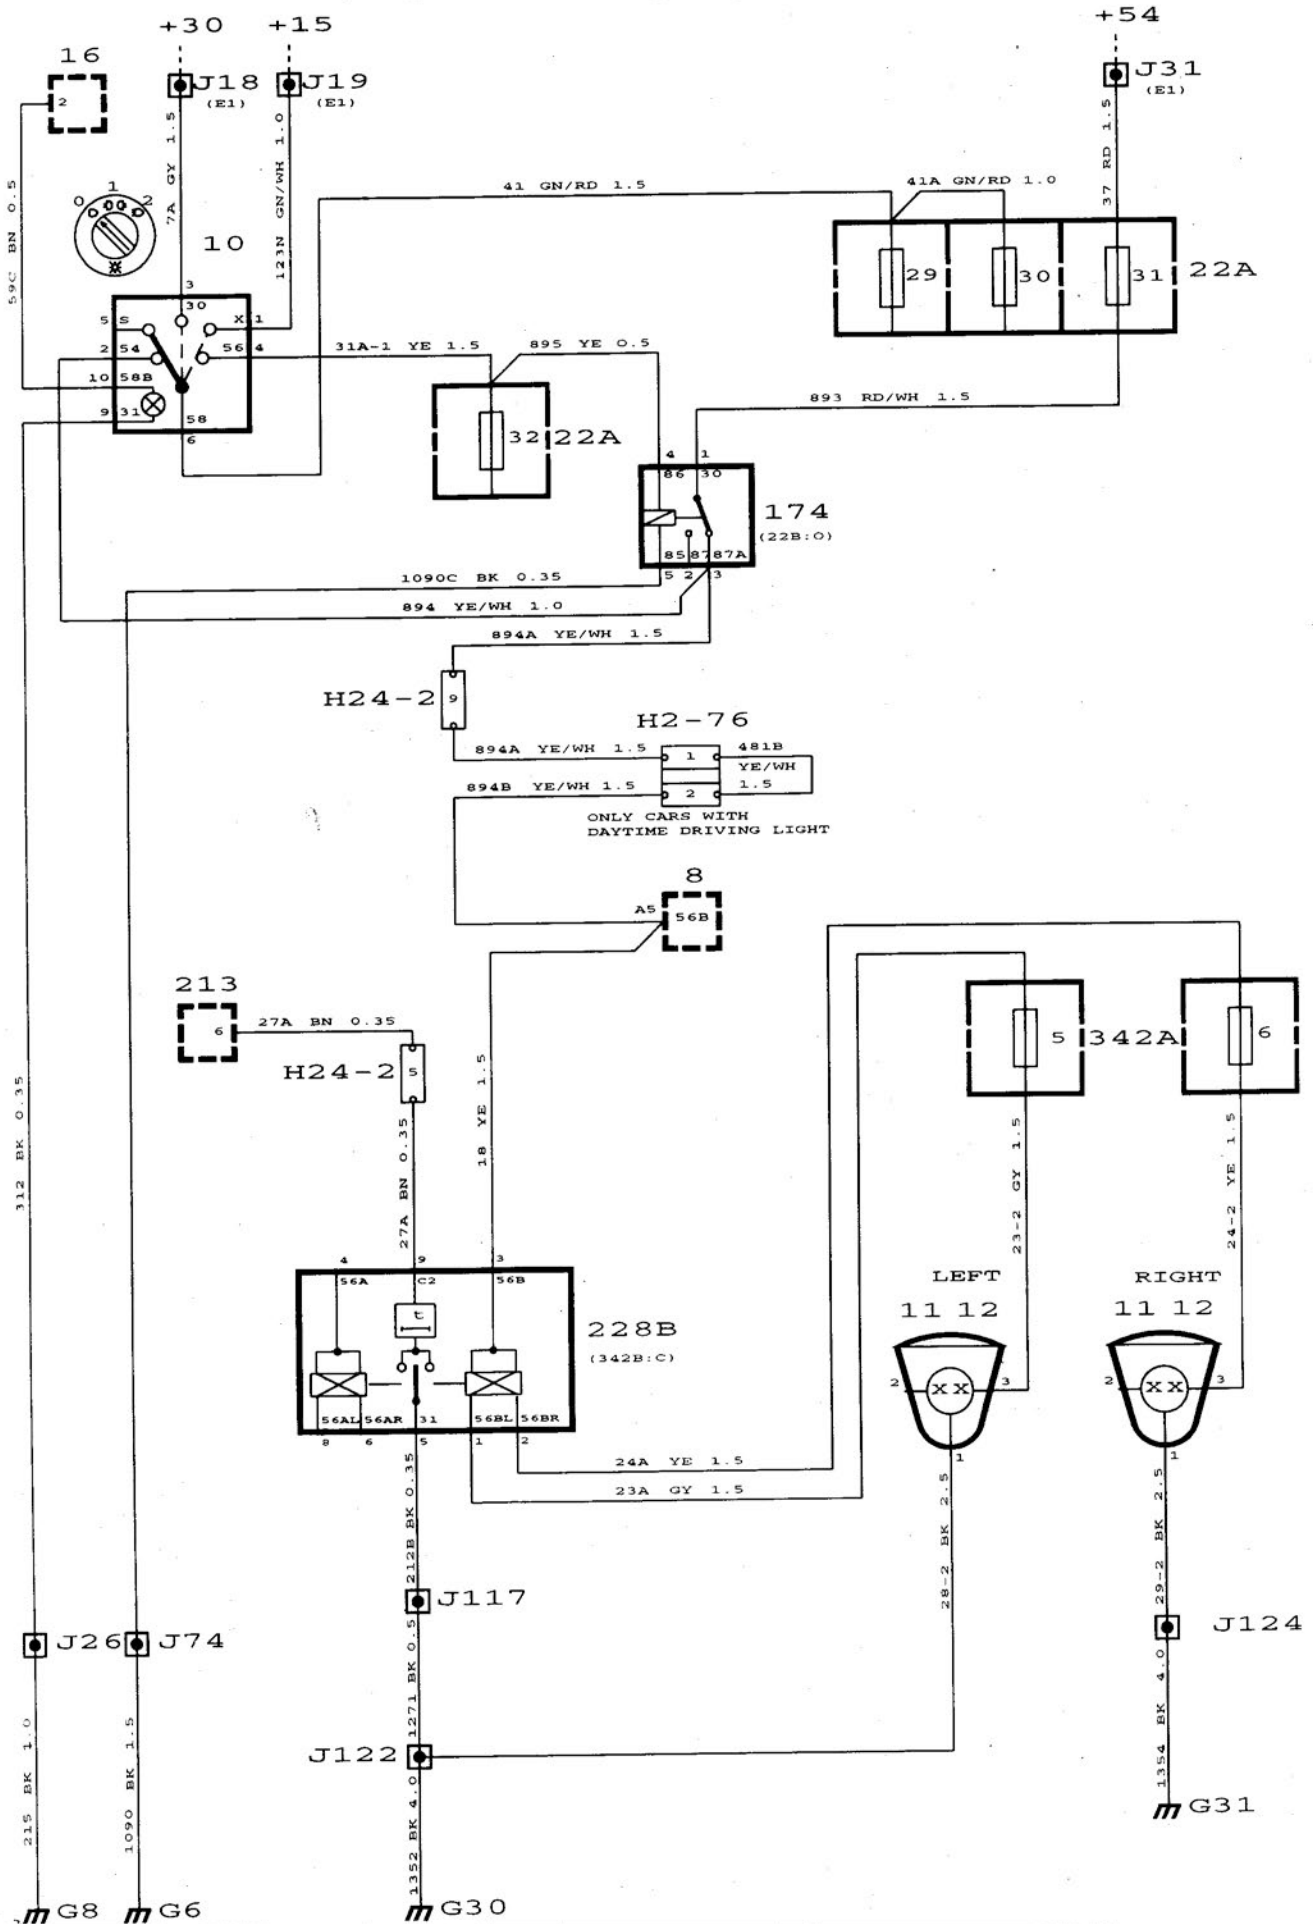 +30 +15 +54
16 J18 J19 J31
(E1) (E1) (E1)
2
59C BN 0.5
7A GY 1.5
123N GN/WH 1.0
37 RD 1.5
0 1 2
10
41 GN/RD 1.5
41A GN/RD 1.0
29 30 31 22A
3
30
5 S X 1
2 54 56 4
10 58B
9 31 58
6
31A-1 YE 1.5
895 YE 0.5
893 RD/WH 1.5
32 22A
4 1
86 30
174
(22B:O)
85 87 87A
5 2 3
1090C BK 0.35
894 YE/WH 1.0
894A YE/WH 1.5
H24-2 9
H2-76
894A YE/WH 1.5 1 481B
YE/WH
894B YE/WH 1.5 2 1.5
ONLY CARS WITH
DAYTIME DRIVING LIGHT
8
A5 56B
213
6 27A BN 0.35
H24-2 5
5 342A 6
312 BK 0.35
27A BN 0.35
18 YE 1.5
23-2 GY 1.5
24-2 YE 1.5
4 9 3
56A C2 56B
t
228B
(342B:C)
56AL 56AR 31 56BL 56BR
8 6 5 1 2
LEFT RIGHT
11 12 11 12
2 XX 3 2 XX 3
1 1
24A YE 1.5
23A GY 1.5
212B BK 0.35
28-2 BK 2.5
29-2 BK 2.5
J117
J26 J74 J124
1271 BK 0.5
J122
215 BK 1.0
1090 BK 1.5
1352 BK 4.0
1354 BK 4.0
G31
G8 G6 G30